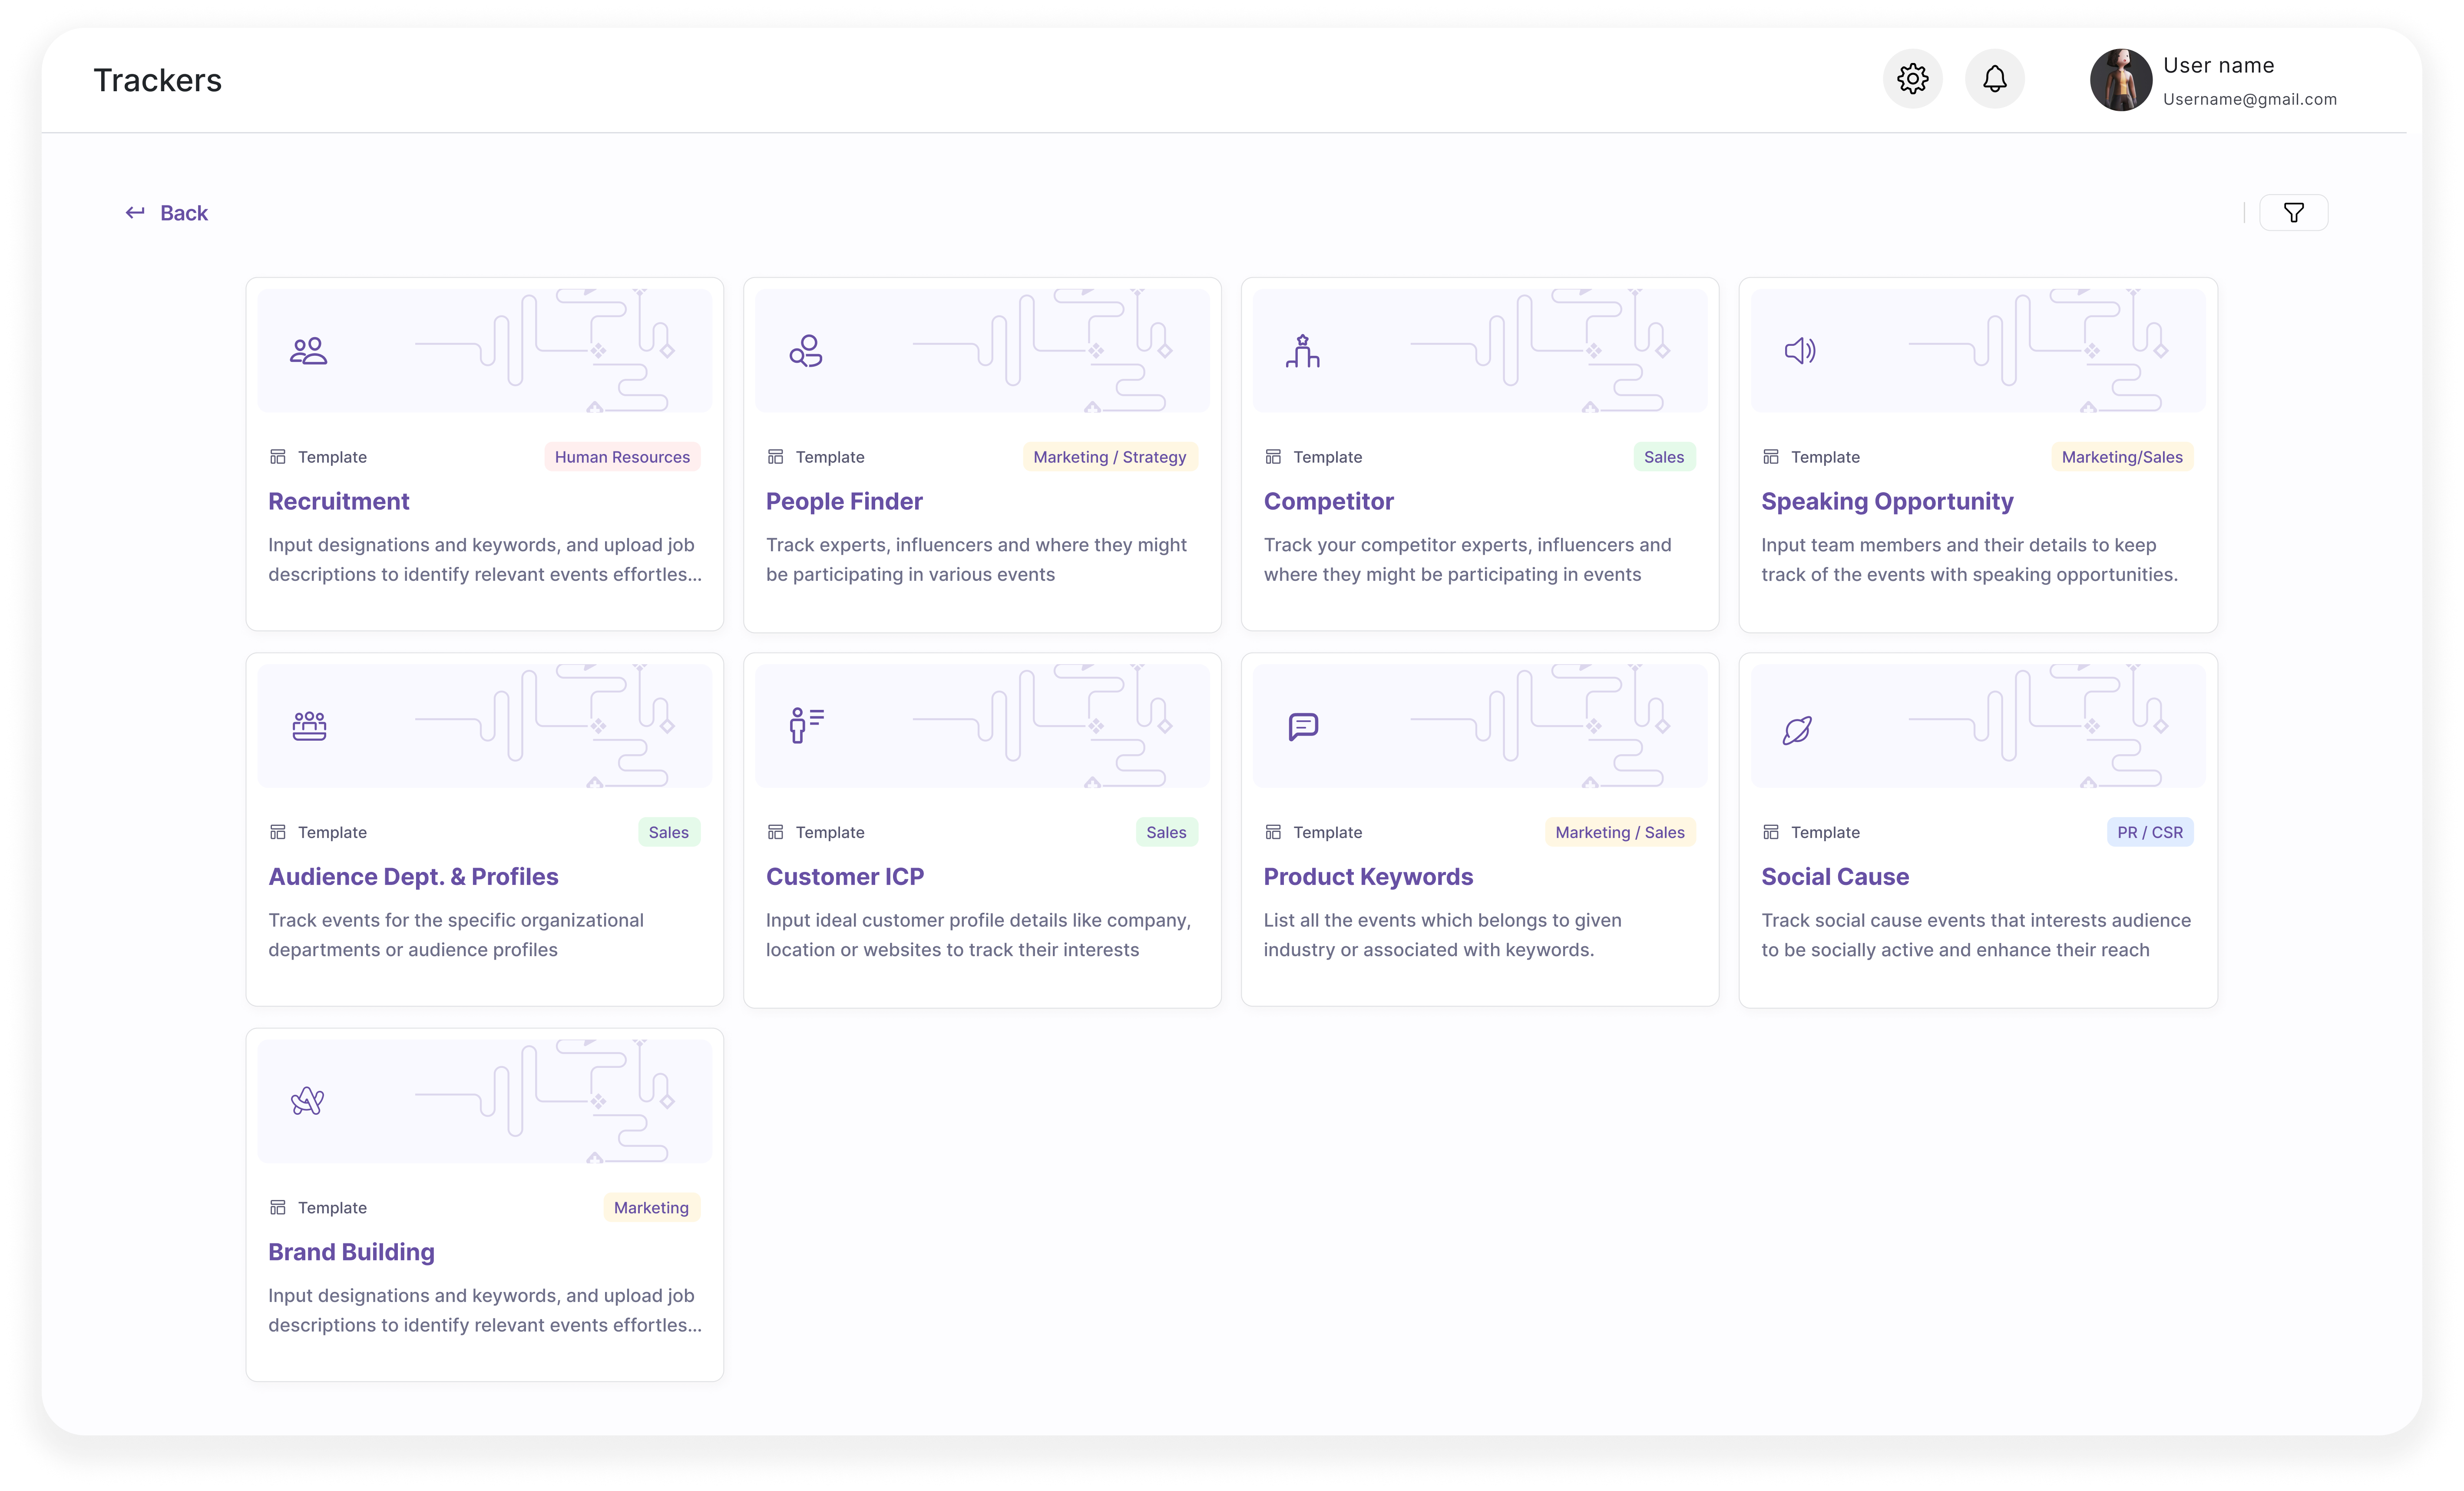 Trackers
User name
Username@gmail.com
Back
Template
Human Resources
Recruitment
Input designations and keywords, and upload job
descriptions to identify relevant events effortles...
Template
Marketing / Strategy
People Finder
Track experts, influencers and where they might
be participating in various events
Template
Sales
Competitor
Track your competitor experts, influencers and
where they might be participating in events
Template
Marketing/Sales
Speaking Opportunity
Input team members and their details to keep
track of the events with speaking opportunities.
Template
Sales
Audience Dept. & Profiles
Track events for the specific organizational
departments or audience profiles
Template
Sales
Customer ICP
Input ideal customer profile details like company,
location or websites to track their interests
Template
Marketing / Sales
Product Keywords
List all the events which belongs to given
industry or associated with keywords.
Template
PR / CSR
Social Cause
Track social cause events that interests audience
to be socially active and enhance their reach
Template
Marketing
Brand Building
Input designations and keywords, and upload job
descriptions to identify relevant events effortles...